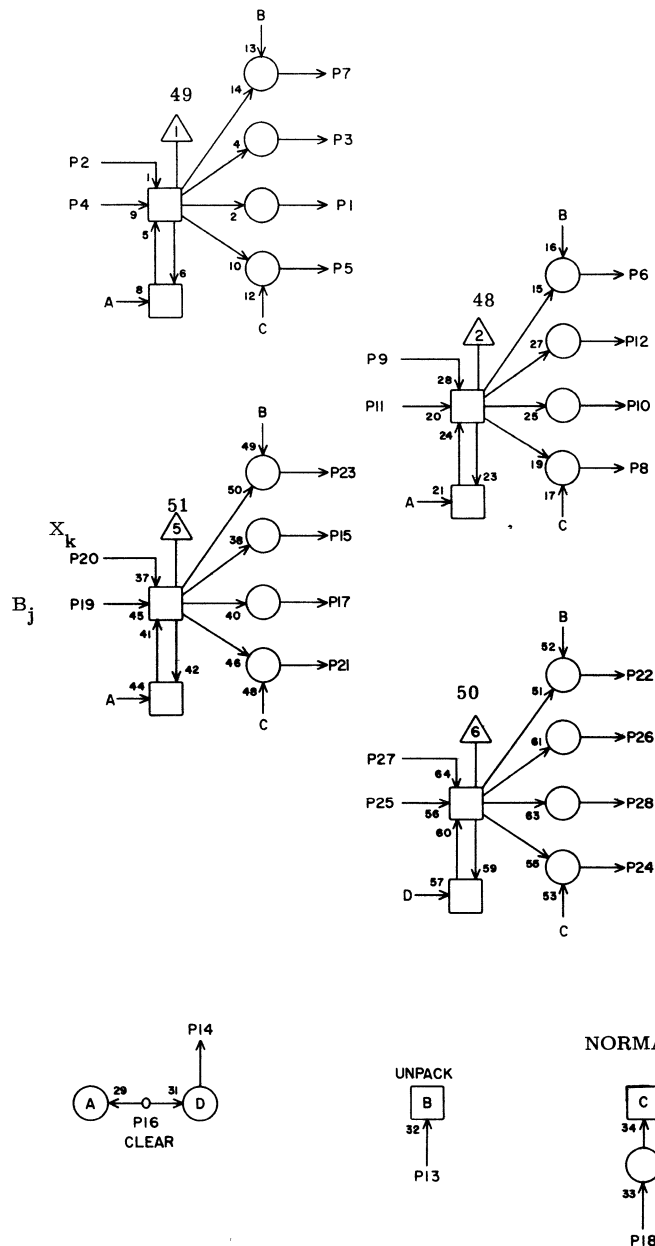 B
13
P7
14
49
1
4
P3
P2
1
P4
9
2
P1
5
6
10
P5
8
A
12
C
B
16
P6
15
48
2
27
P12
P9
28
P11
20
25
P10
24
19
P8
23
21
A
17
C
B
49
P23
50
51
5
38
P15
Xk
P20
37
Bj
P19
45
40
P17
41
46
P21
42
44
A
48
C
B
52
P22
51
50
6
61
P26
P27
64
P25
56
63
P28
60
55
P24
59
57
D
53
C
P14
A
29
31
D
P16
CLEAR
UNPACK
B
32
P13
NORMA
C
34
33
P18